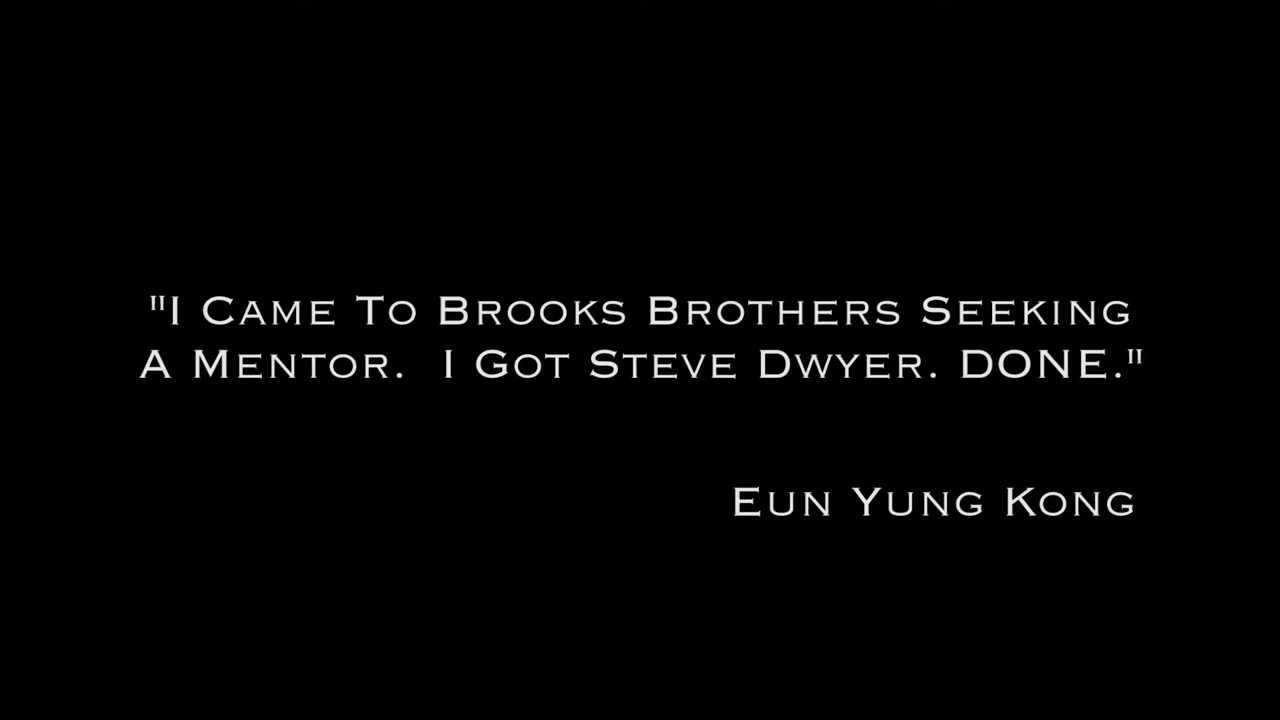 "I Came To Brooks Brothers Seeking
A Mentor.  I Got Steve Dwyer. DONE."
Eun Yung Kong